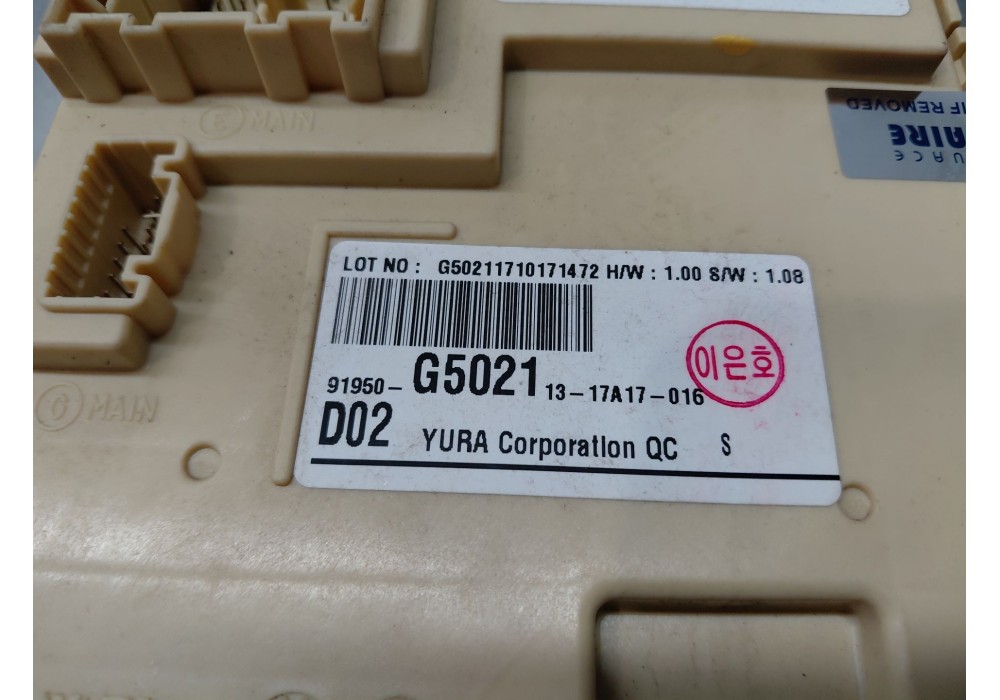 E MAIN
IF REMOVED
LOT NO : G50211710171472 H/W : 1.00 S/W : 1.08
이은호
91950-G5021 13-17A17-016
D02 YURA Corporation QC S
MAIN